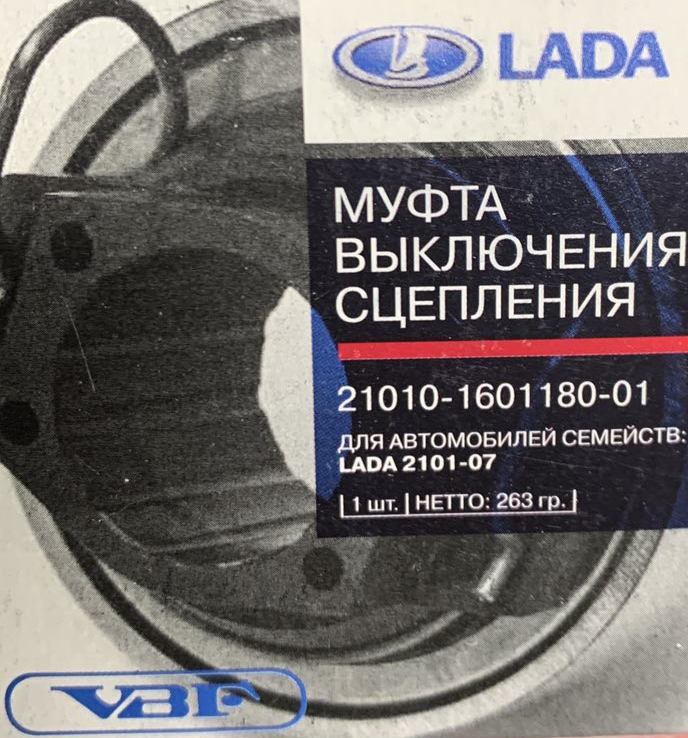 LADA
МУФТА
ВЫКЛЮЧЕНИЯ
СЦЕПЛЕНИЯ
21010-1601180-01
ДЛЯ АВТОМОБИЛЕЙ СЕМЕЙСТВ:
LADA 2101-07
1 шт. | НЕТТО: 263 гр.
VBF